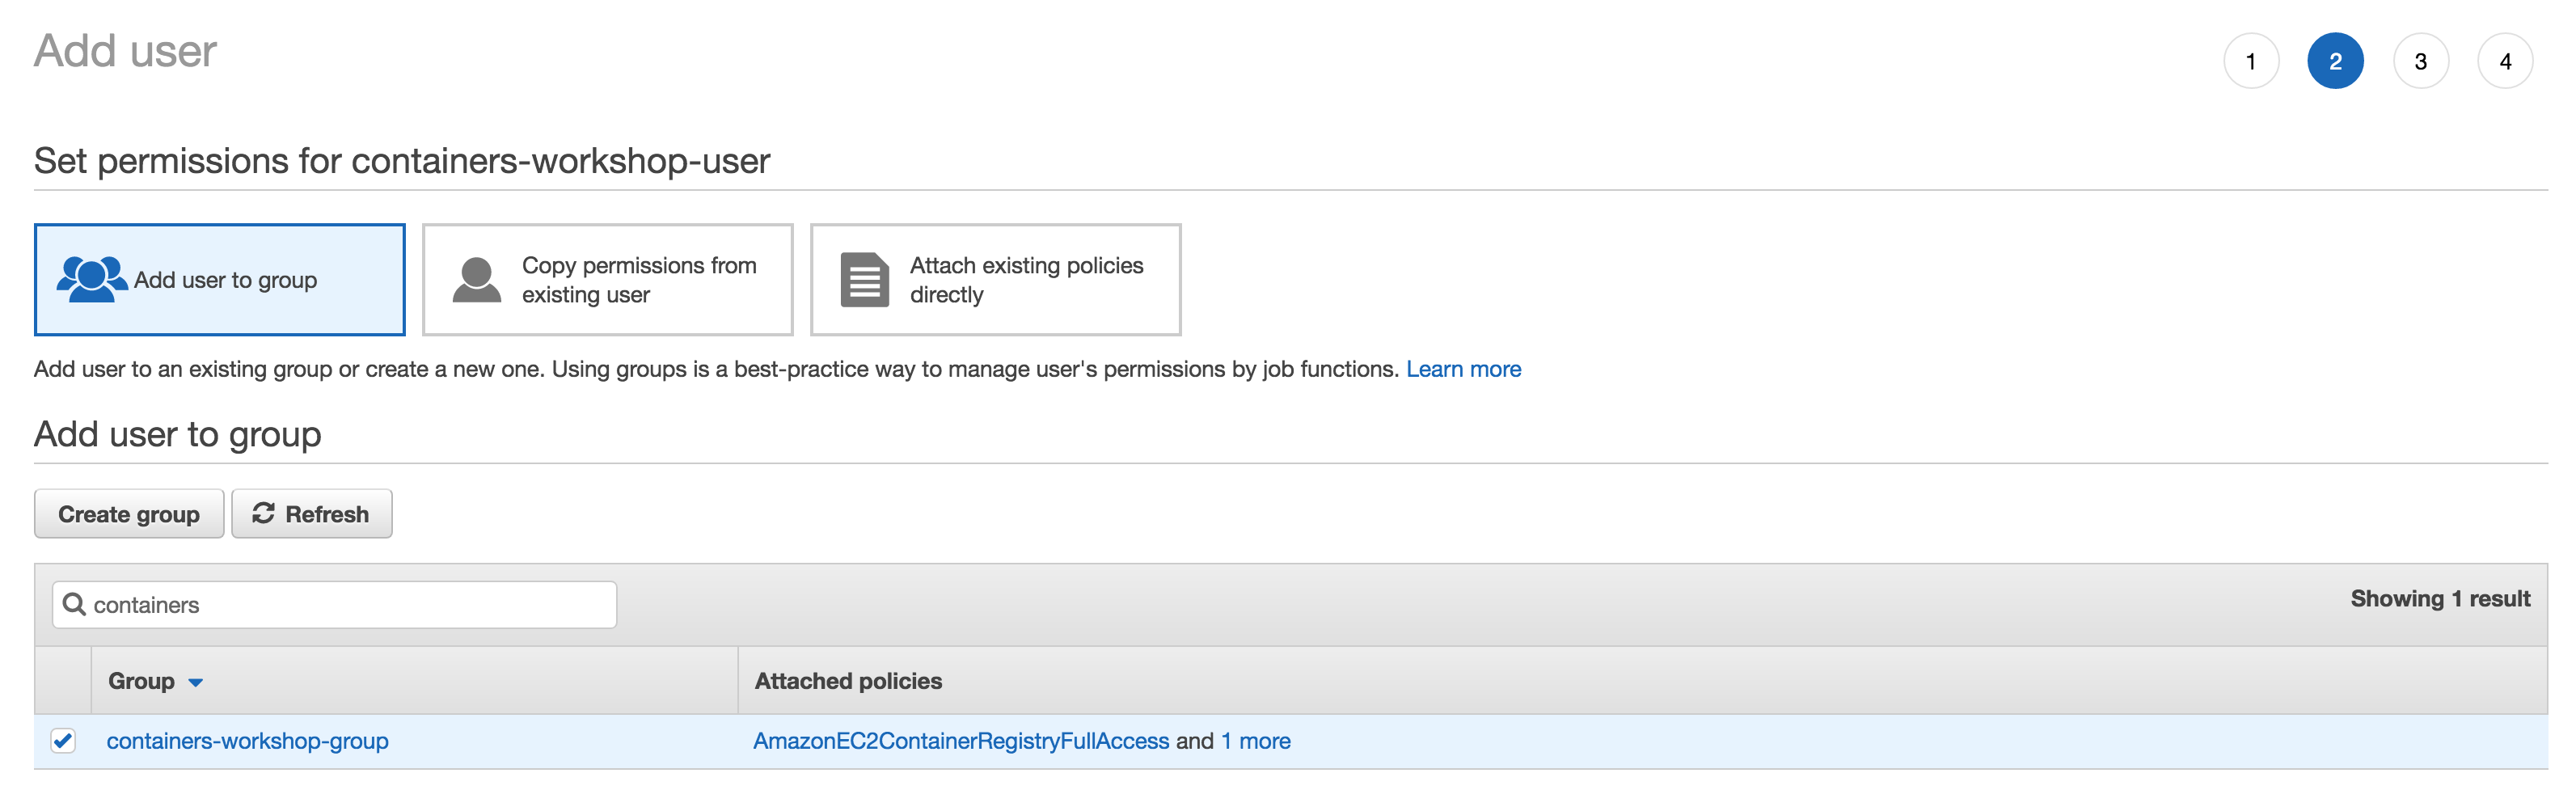 Add user
1 2 3 4
Set permissions for containers-workshop-user
Add user to group
Copy permissions from
existing user
Attach existing policies
directly
Add user to an existing group or create a new one. Using groups is a best-practice way to manage user's permissions by job functions. Learn more
Add user to group
Create group Refresh
containers Showing 1 result
Group Attached policies
containers-workshop-group AmazonEC2ContainerRegistryFullAccess and 1 more